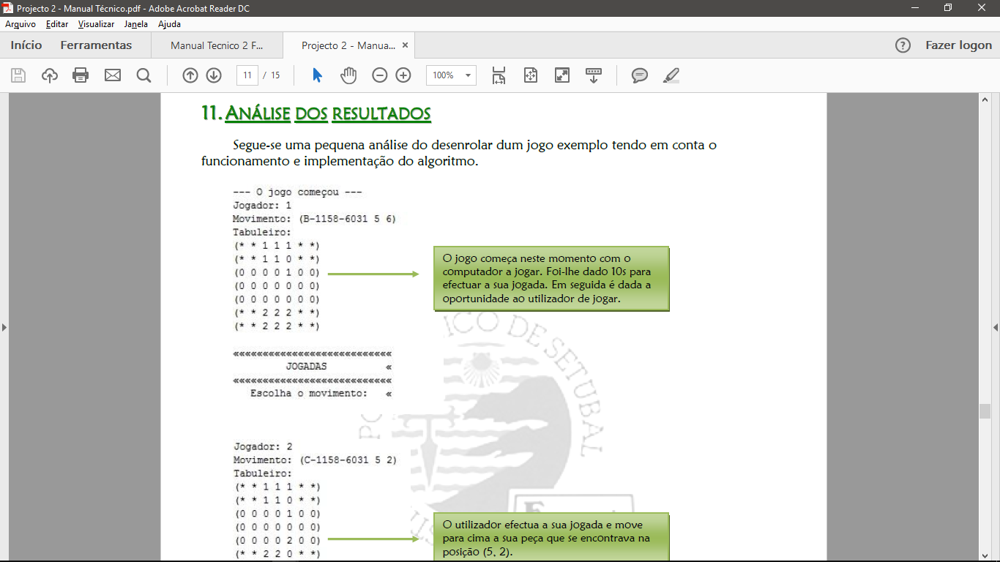 Projecto 2 - Manual Técnico.pdf - Adobe Acrobat Reader DC
Arquivo Editar Visualizar Janela Ajuda
Início Ferramentas Manual Tecnico 2 F... Projecto 2 - Manua... × ? Fazer logon
11 / 15 100%
11. ANÁLISE DOS RESULTADOS
Segue-se uma pequena análise do desenrolar dum jogo exemplo tendo em conta o
funcionamento e implementação do algoritmo.
--- O jogo começou ---
Jogador: 1
Movimento: (B-1158-6031 5 6)
Tabuleiro:
(* * 1 1 1 * *)
(* * 1 1 0 * *)
(0 0 0 0 1 0 0)
(0 0 0 0 0 0 0)
(0 0 0 0 0 0 0)
(* * 2 2 2 * *)
(* * 2 2 2 * *)
O jogo começa neste momento com o
computador a jogar. Foi-lhe dado 10s para
efectuar a sua jogada. Em seguida é dada a
oportunidade ao utilizador de jogar.
«««««««««««««««««««««««««««
JOGADAS «
«««««««««««««««««««««««««««
Escolha o movimento: «
Jogador: 2
Movimento: (C-1158-6031 5 2)
Tabuleiro:
(* * 1 1 1 * *)
(* * 1 1 0 * *)
(0 0 0 0 1 0 0)
(0 0 0 0 0 0 0)
(0 0 0 0 2 0 0)
(* * 2 2 0 * *)
O utilizador efectua a sua jogada e move
para cima a sua peça que se encontrava na
posição (5, 2).
ICO DE SETUBAL